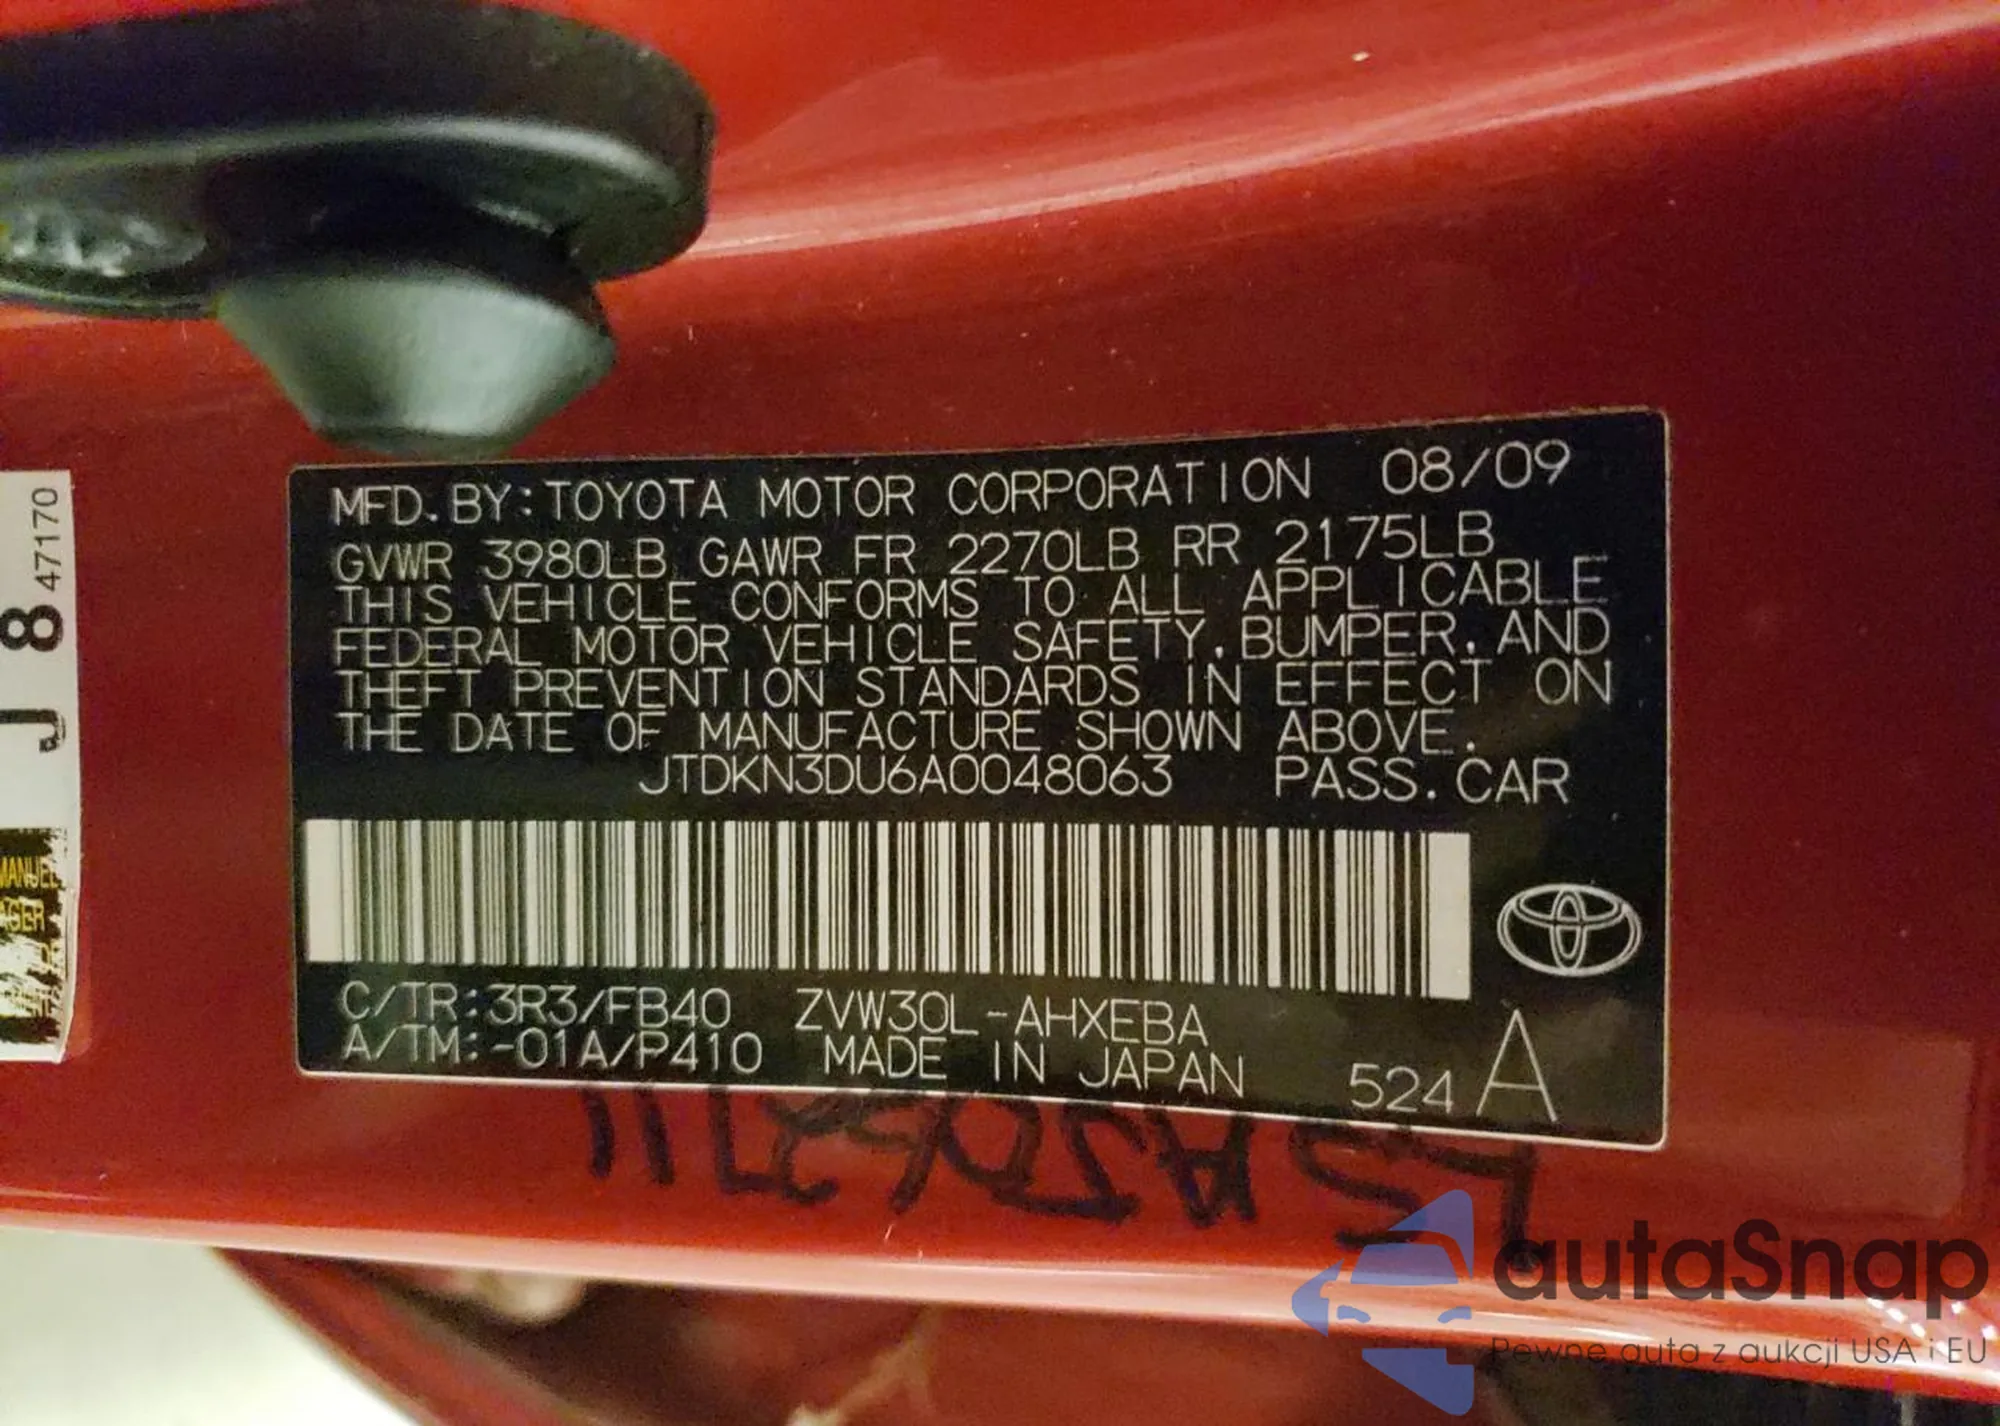 MFD. BY: TOYOTA MOTOR CORPORATION 08/09
GVWR 3980LB GAWR FR 2270LB RR 2175LB
THIS VEHICLE CONFORMS TO ALL APPLICABLE
FEDERAL MOTOR VEHICLE SAFETY, BUMPER, AND
THEFT PREVENTION STANDARDS IN EFFECT ON
THE DATE OF MANUFACTURE SHOWN ABOVE.
JTDKN3DU6A0048063 PASS. CAR
C/TR: 3R3/FB40 ZVW30L-AHXEBA
A/TM: -01A/P410 MADE IN JAPAN
524 A
J 8
47170
MANUEL
autaSnap
Pewne auta z aukcji USA i EU